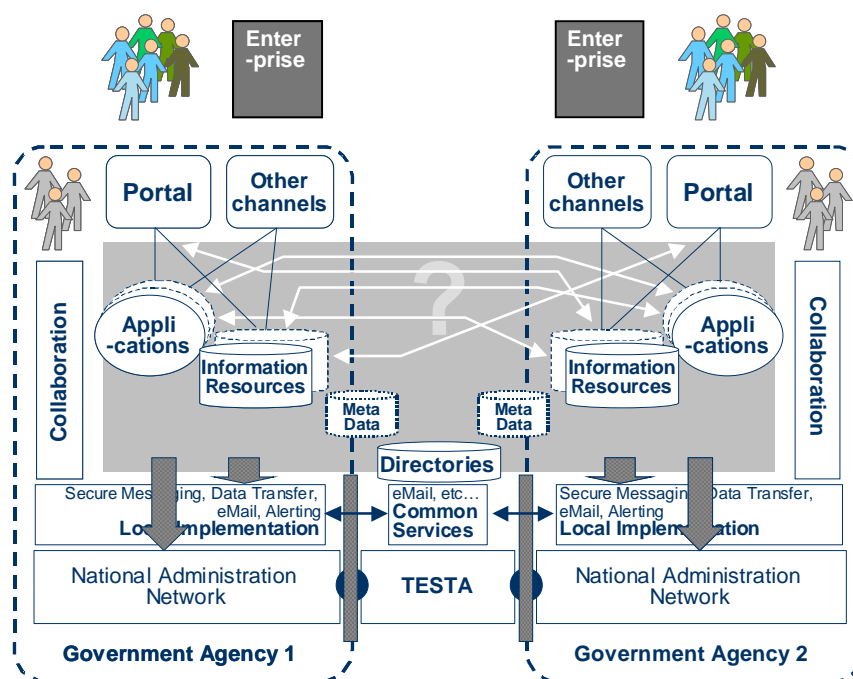 Enter
-prise
Enter
-prise
Portal
Other
channels
Other
channels
Portal
?
Collaboration
Appli
-cations
Information
Resources
Information
Resources
Appli
-cations
Collaboration
Meta
Data
Meta
Data
Directories
Secure Messaging, Data Transfer,
eMail, Alerting
Local Implementation
eMail, etc…
Common
Services
Secure Messaging, Data Transfer,
eMail, Alerting
Local Implementation
National Administration
Network
TESTA
National Administration
Network
Government Agency 1
Government Agency 2